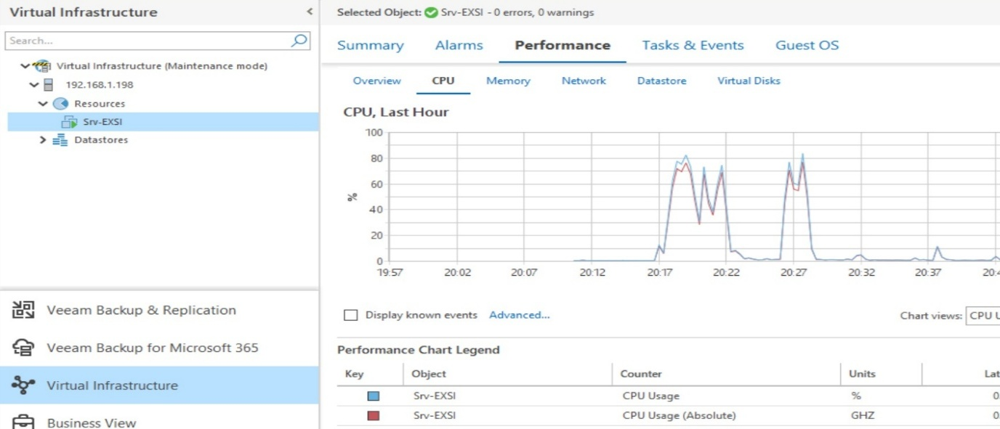 Virtual Infrastructure
Search...
Virtual Infrastructure (Maintenance mode)
192.168.1.198
Resources
Srv-EXSI
Datastores
Veeam Backup & Replication
Veeam Backup for Microsoft 365
Virtual Infrastructure
Business View
Selected Object: Srv-EXSI - 0 errors, 0 warnings
Summary Alarms Performance Tasks & Events Guest OS
Overview CPU Memory Network Datastore Virtual Disks
CPU, Last Hour
100
80
60
%
40
20
0
19:57 20:02 20:07 20:12 20:17 20:22 20:27 20:32 20:37
Display known events Advanced...
Chart views: CPU
Performance Chart Legend
Key Object Counter Units
Srv-EXSI CPU Usage %
Srv-EXSI CPU Usage (Absolute) GHZ